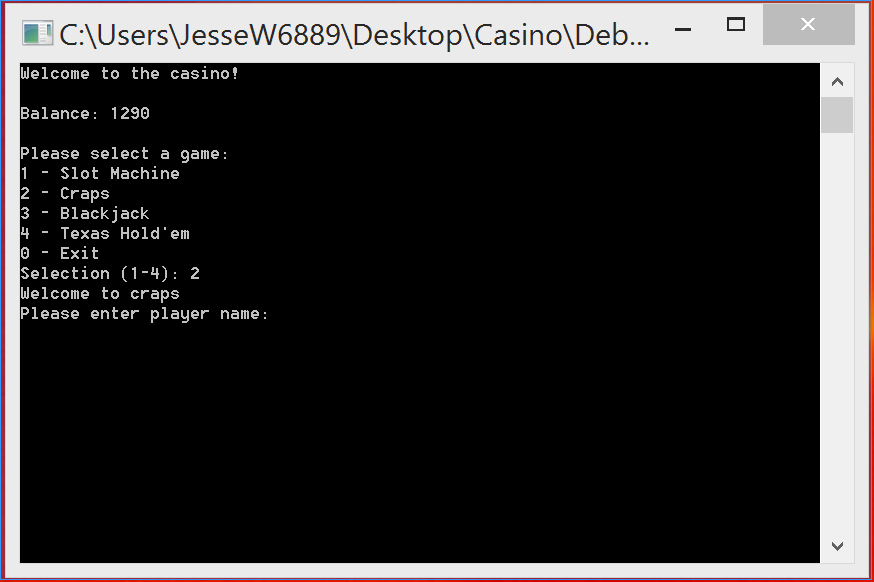 C:\Users\JesseW6889\Desktop\Casino\Deb...
Welcome to the casino!
Balance: 1290
Please select a game:
1 - Slot Machine
2 - Craps
3 - Blackjack
4 - Texas Hold'em
0 - Exit
Selection (1-4): 2
Welcome to craps
Please enter player name: